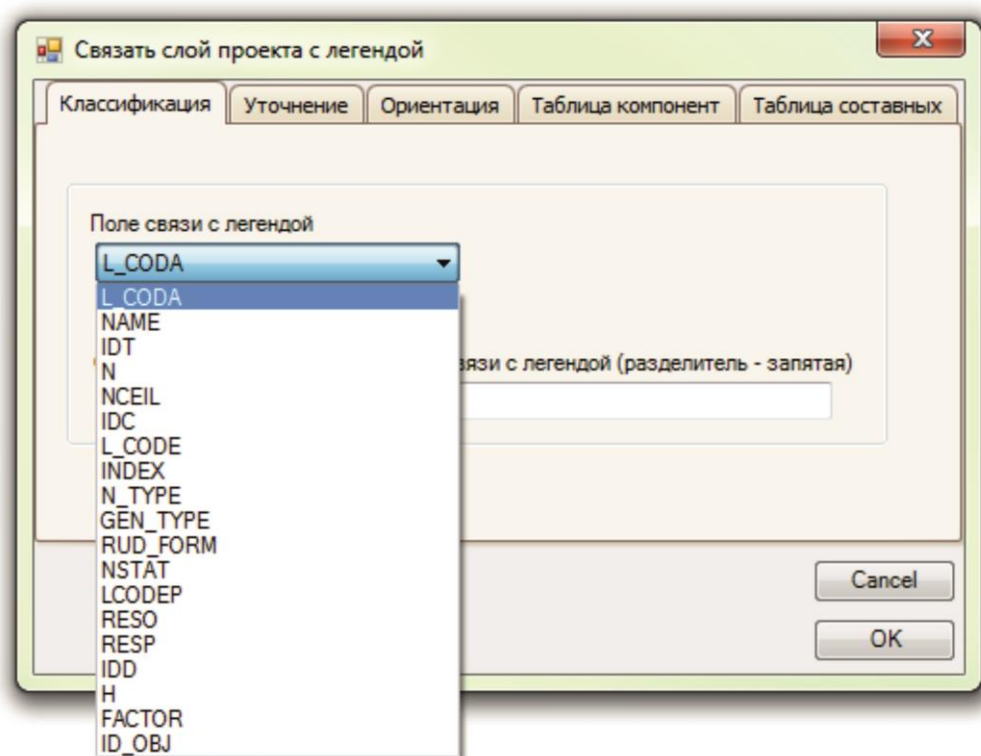 Связать слой проекта с легендой
Классификация Уточнение Ориентация Таблица компонент Таблица составных
Поле связи с легендой
L_CODA
L_CODA
NAME
IDT
N
связи с легендой (разделитель - запятая)
NCEIL
IDC
L_CODE
INDEX
N_TYPE
GEN_TYPE
RUD_FORM
NSTAT
LCODEP
RESO
RESP
IDD
H
FACTOR
ID_OBJ
Cancel
OK